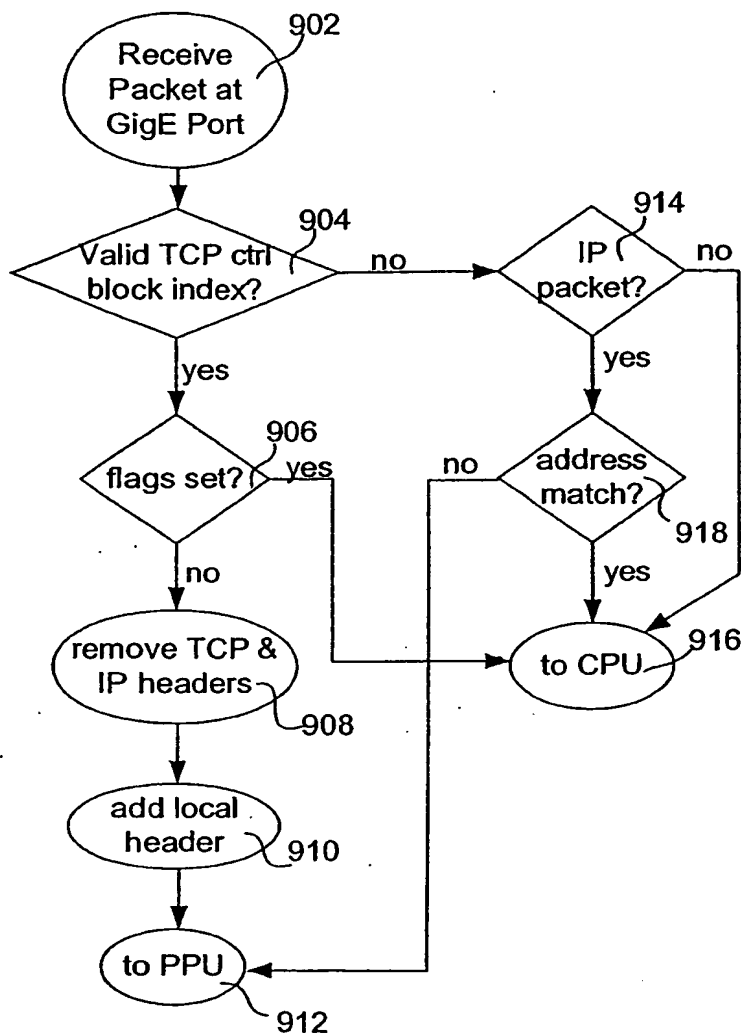 902
Receive
Packet at
GigE Port
904
Valid TCP ctrl
block index?
no
914
IP
packet?
no
yes
yes
906
flags set?
yes
no
address
match?
918
no
yes
remove TCP &
IP headers
908
to CPU
916
add local
header
910
to PPU
912